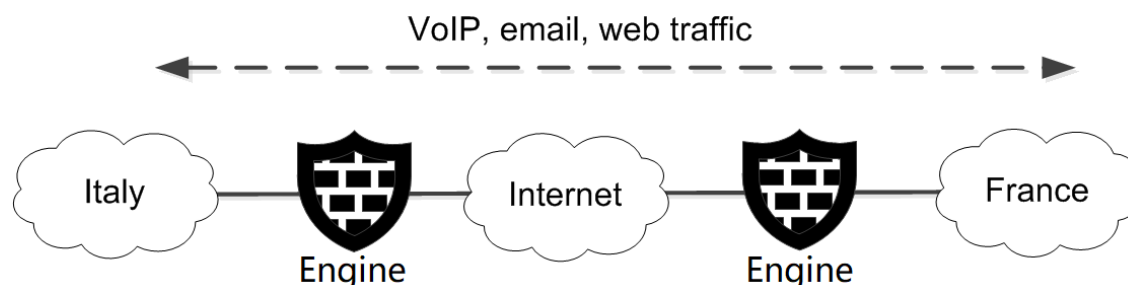 VoIP, email, web traffic
Italy
Internet
France
Engine
Engine